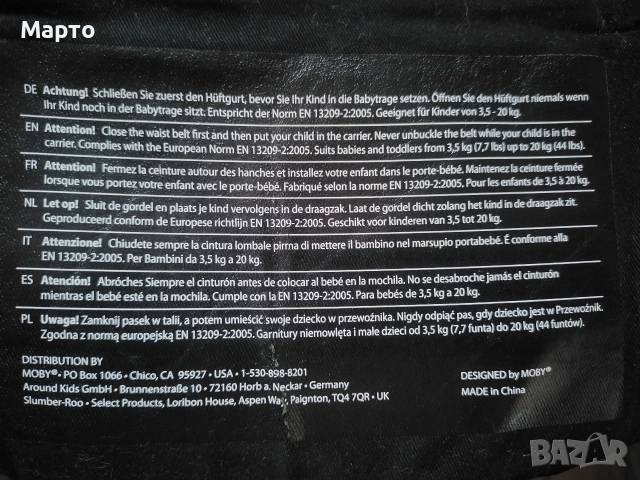 Марто
DE Achtung! Schließen Sie zuerst den Hüftgurt, bevor Sie Ihr Kind in die Babytrage setzen. Öffnen Sie den Hüftgurt niemals wenn
Ihr Kind noch in der Babytrage sitzt. Entspricht der Norm EN 13209-2:2005. Geeignet für Kinder von 3,5 - 20 kg.
EN Attention! Close the waist belt first and then put your child in the carrier. Never unbuckle the belt while your child is in the
carrier. Complies with the European Norm EN 13209-2:2005. Suits babies and toddlers from 3,5 kg (7,7 lbs) up to 20 kg (44 lbs).
FR Attention! Fermez la ceinture autour des hanches et installez votre enfant dans le porte-bébé. Maintenez la ceinture fermée
lorsque vous portez votre enfant avec le porte-bébé. Fabriqué selon la norme EN 13209-2:2005. Pour les enfants de 3,5 à 20 kg.
NL Let op! Sluit de gordel en plaats je kind vervolgens in de draagzak. Laat de gordel dicht zolang het kind in de draagzak zit.
Geproduceerd conform de Europese richtlijn EN 13209-2:2005. Geschikt voor kinderen van 3,5 tot 20 kg.
IT Attenzione! Chiudete sempre la cintura lombale pirrna di mettere il bambino nel marsupio portabebé. É conforme alla
EN 13209-2:2005. Per Bambini da 3,5 kg a 20 kg.
ES Atención! Abróches Siempre el cinturón antes de colocar al bebé en la mochila. No se desabroche jamás el cinturón
mientras el bebé esté en la mochila. Cumple con la EN 13209-2:2005. Para bebés de 3,5 kg a 20 kg.
PL Uwaga! Zamknij pasek w talii, a potem umieścić swoje dziecko w przewoźnika. Nigdy odpiąć pas, gdy dziecko jest w Przewoźnik.
Zgodna z normą europejską EN 13209-2:2005. Garnitury niemowlęta i małe dzieci od 3,5 kg (7,7 funta) do 20 kg (44 funtów).
DISTRIBUTION BY
MOBY® • PO BOX 1066 • Chico, CA 95927 • USA • 1-530-898-8201
Around Kids GmbH • Brunnenstraße 10 • 72160 Horb a. Neckar • Germany
Slumber-Roo • Select Products, Loribon House, Aspen Way, Paignton, TQ4 7QR • UK
DESIGNED by MOBY®
MADE in China
BAZAR